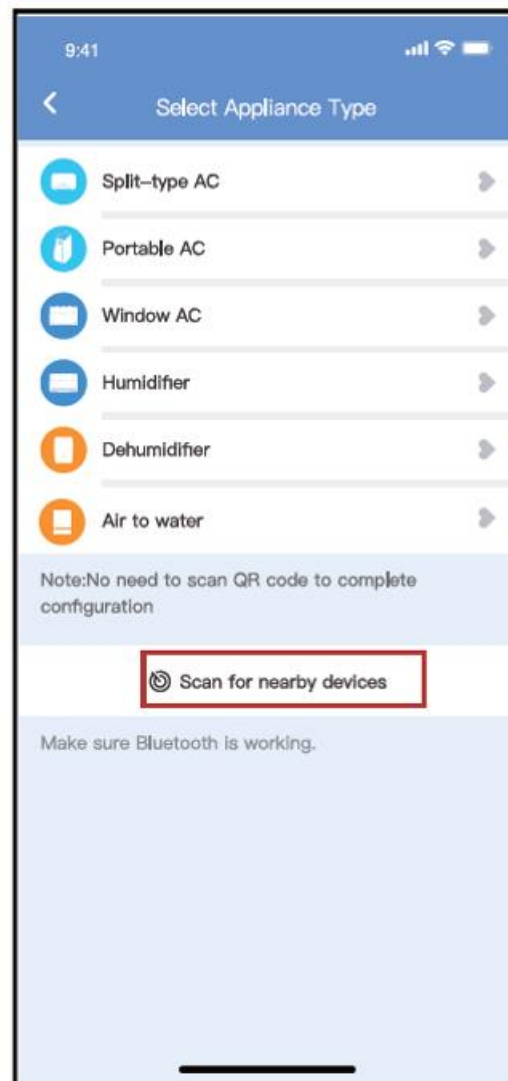 9:41
Select Appliance Type
Split-type AC
Portable AC
Window AC
Humidifier
Dehumidifier
Air to water
Note:No need to scan QR code to complete
configuration
Scan for nearby devices
Make sure Bluetooth is working.